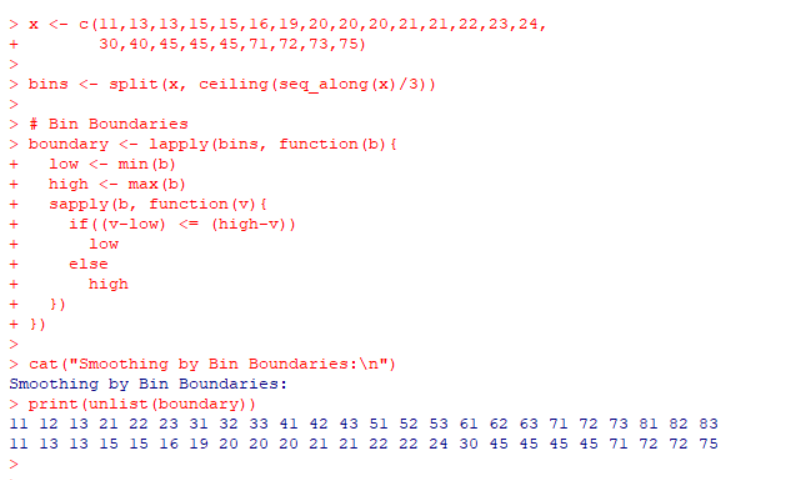 > x <- c(11,13,13,15,15,16,19,20,20,20,21,21,22,23,24,
+        30,40,45,45,45,71,72,73,75)
>
> bins <- split(x, ceiling(seq_along(x)/3))
>
> # Bin Boundaries
> boundary <- lapply(bins, function(b){
+   low <- min(b)
+   high <- max(b)
+   sapply(b, function(v){
+     if((v-low) <= (high-v))
+       low
+     else
+       high
+   })
+ })
>
> cat("Smoothing by Bin Boundaries:\n")
Smoothing by Bin Boundaries:
> print(unlist(boundary))
11 12 13 21 22 23 31 32 33 41 42 43 51 52 53 61 62 63 71 72 73 81 82 83
11 13 13 15 15 16 19 20 20 20 21 21 22 22 24 30 45 45 45 45 71 72 72 75
>